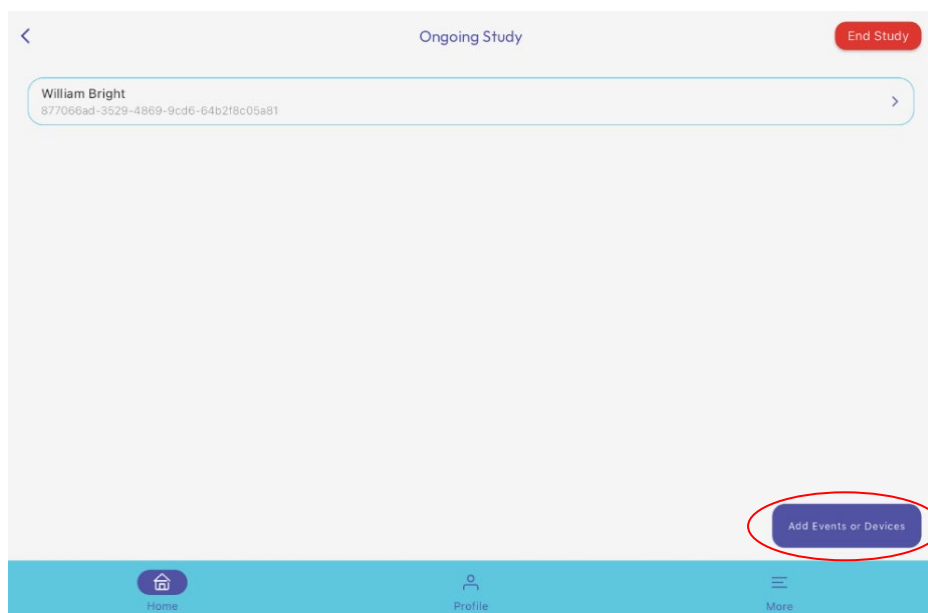 Ongoing Study
End Study
William Bright
877066ad-3529-4869-9cd6-64b2f8c05a81
Add Events or Devices
Home
Profile
More